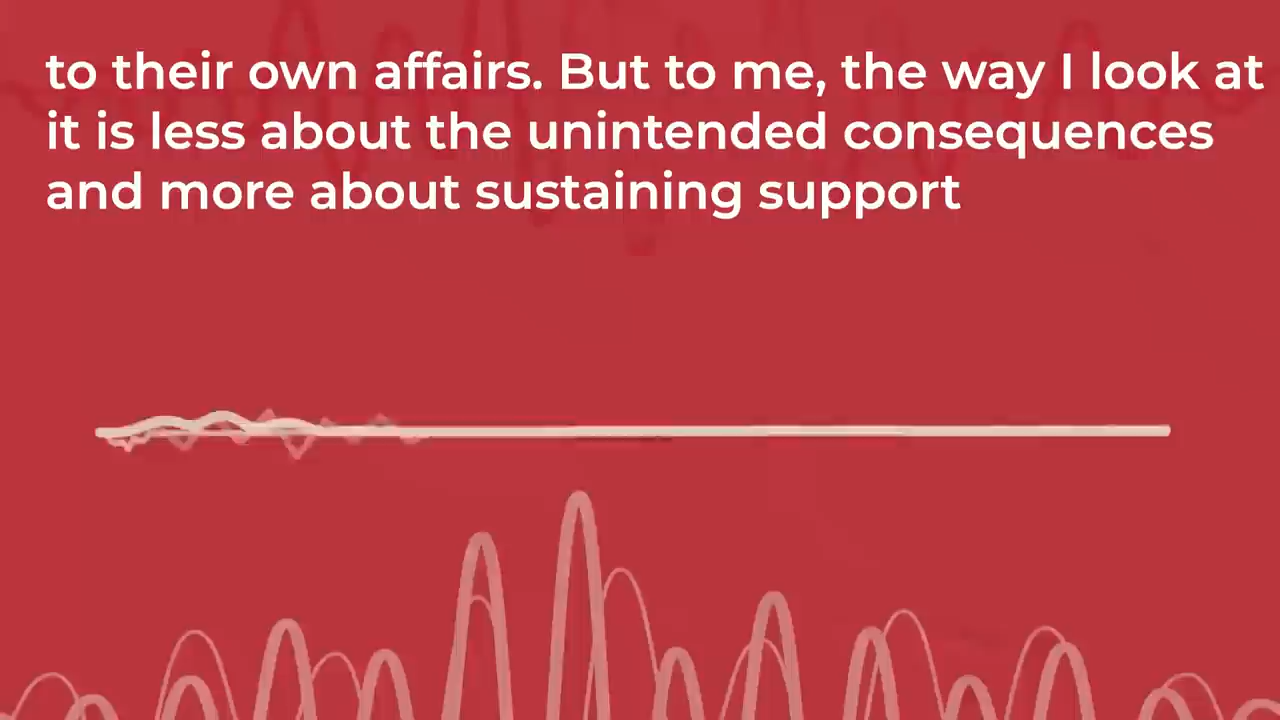 to their own affairs. But to me, the way I look at
it is less about the unintended consequences
and more about sustaining support